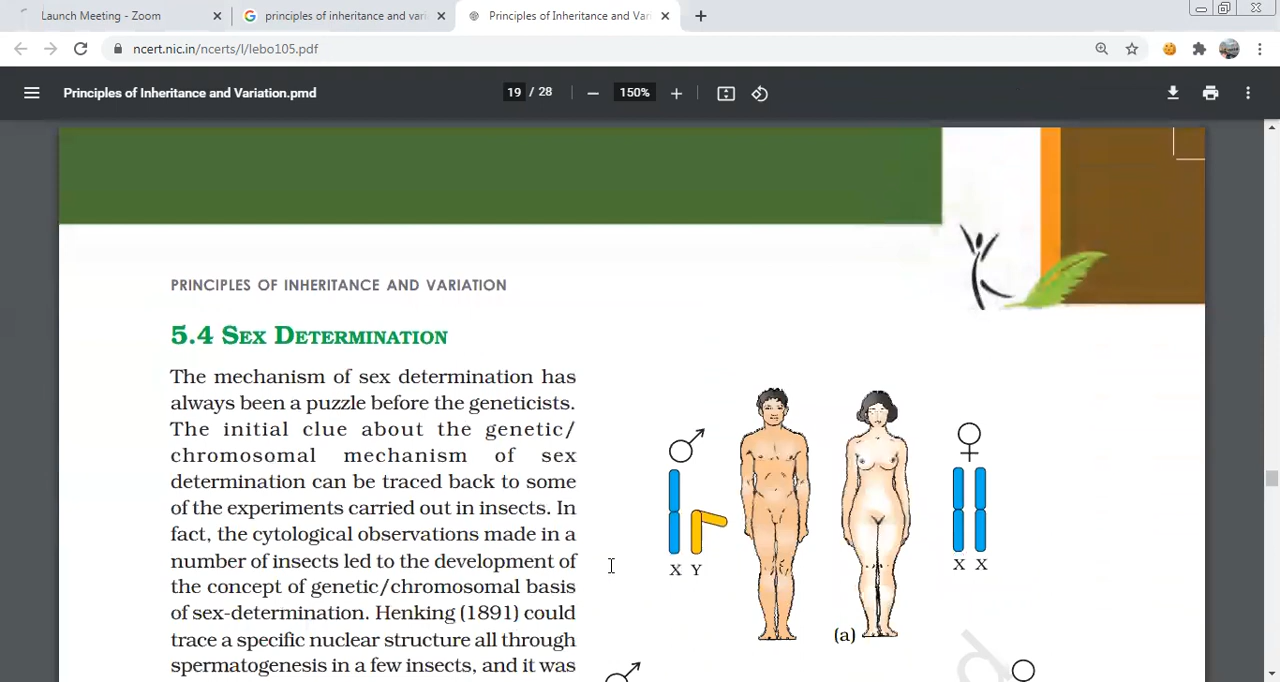 Launch Meeting - Zoom
principles of inheritance and vari
Principles of Inheritance and Var
ncert.nic.in/ncerts/l/lebo105.pdf
Principles of Inheritance and Variation.pmd
19 / 28
150%
PRINCIPLES OF INHERITANCE AND VARIATION
5.4 SEX DETERMINATION
The mechanism of sex determination has
always been a puzzle before the geneticists.
The initial clue about the genetic/
chromosomal mechanism of sex
determination can be traced back to some
of the experiments carried out in insects. In
fact, the cytological observations made in a
number of insects led to the development of
the concept of genetic/chromosomal basis
of sex-determination. Henking (1891) could
trace a specific nuclear structure all through
spermatogenesis in a few insects, and it was
X Y
X X
(a)
d